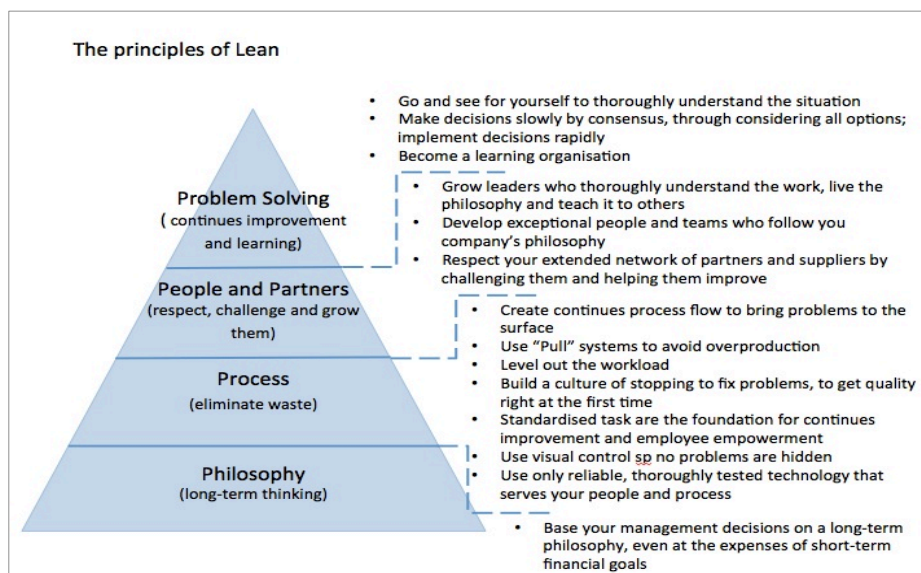 The principles of Lean
• Go and see for yourself to thoroughly understand the situation
• Make decisions slowly by consensus, through considering all options;
implement decisions rapidly
• Become a learning organisation
Problem Solving
( continues improvement
and learning)
• Grow leaders who thoroughly understand the work, live the
philosophy and teach it to others
• Develop exceptional people and teams who follow you
company's philosophy
• Respect your extended network of partners and suppliers by
challenging them and helping them improve
People and Partners
(respect, challenge and grow
them)
• Create continues process flow to bring problems to the
surface
• Use “Pull” systems to avoid overproduction
• Level out the workload
• Build a culture of stopping to fix problems, to get quality
right at the first time
• Standardised task are the foundation for continues
improvement and employee empowerment
• Use visual control sp no problems are hidden
• Use only reliable, thoroughly tested technology that
serves your people and process
Process
(eliminate waste)
Philosophy
(long-term thinking)
• Base your management decisions on a long-term
philosophy, even at the expenses of short-term
financial goals